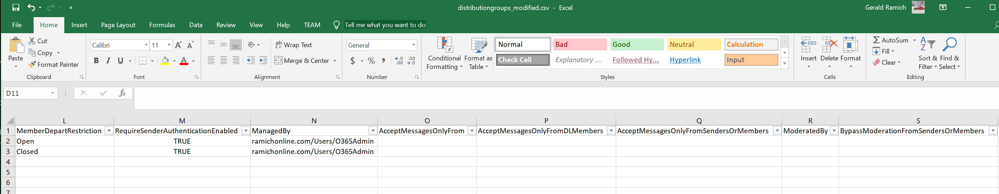 distributiongroups_modified.csv - Excel
Gerald Ramich
File Home Insert Page Layout Formulas Data Review View Help TEAM Tell me what you want to do
Paste
Cut
Copy
Format Painter
Clipboard
Calibri 11
B I U
Font
Wrap Text
Merge & Center
Alignment
General
$ % ,
Number
Conditional Formatting
Format as Table
Normal Bad Good Neutral Calculation
Check Cell Explanatory ... Followed Hy... Hyperlink Input
Styles
Insert Delete Format
Cells
AutoSum
Fill
Clear
Sort & Filter
Find & Select
Editing
D11 fx
L M N O P Q R S
1 MemberDepartRestriction RequireSenderAuthenticationEnabled ManagedBy AcceptMessagesOnlyFrom AcceptMessagesOnlyFromDLMembers AcceptMessagesOnlyFromSendersOrMembers ModeratedBy BypassModerationFromSendersOrMembers
2 Open TRUE ramichonline.com/Users/O365Admin
3 Closed TRUE ramichonline.com/Users/O365Admin
4
5
6
7